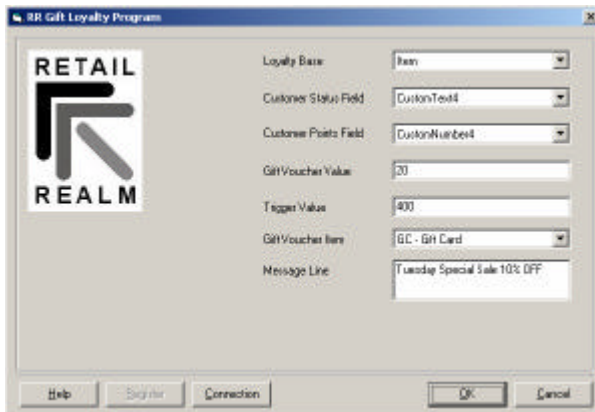 RR Gift Loyalty Program
RETAIL
REALM
Loyalty Base Item
Customer Status Field CustomText4
Customer Points Field CustomNumber4
Gift Voucher Value 20
Trigger Value 400
Gift Voucher Item GC - Gift Card
Message Line Tuesday Special Sale 10% OFF
Help Register Connection OK Cancel